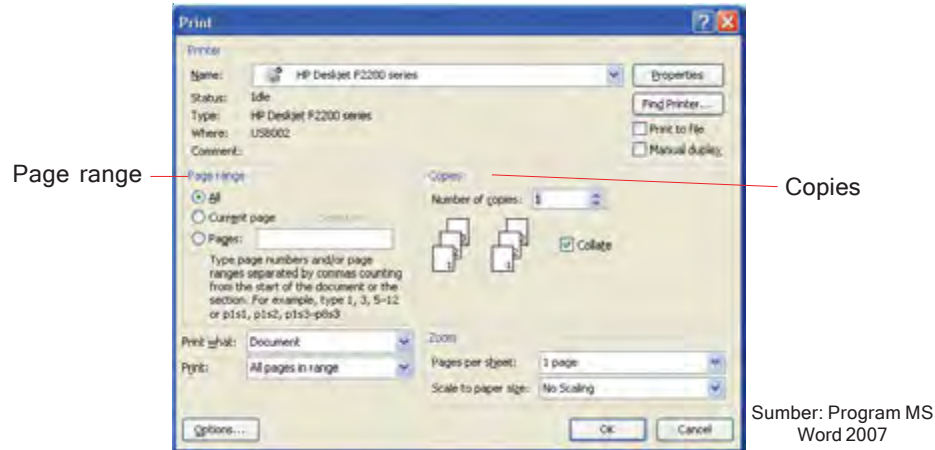 Print
Printer
Name: HP Deskjet F2200 series Properties
Status: Idle
Type: HP Deskjet F2200 series Find Printer...
Where: USB002 Print to file
Comment: Manual duplex
Page range
Page range Copies
Copies
All Number of copies: 1
Current page
Pages: Collate
Type page numbers and/or page
ranges separated by commas counting
from the start of the document or the
section. For example, type 1, 3, 5–12
or p1s1, p1s2, p1s3–p8s3
Print what: Document Zoom
Print: All pages in range Pages per sheet: 1 page
Scale to paper size: No Scaling
Options... OK Cancel
Sumber: Program MS
Word 2007